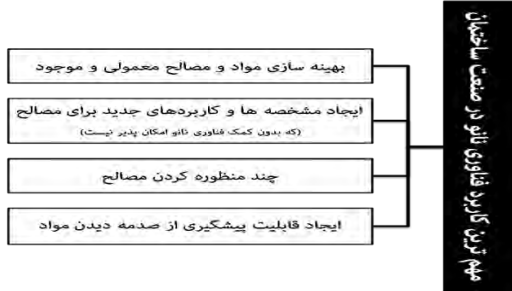 مهم ترین کاربرد فناوری نانو در صنعت ساختمان
بهینه سازی مواد و مصالح معمولی و موجود
ایجاد مشخصه ها و کاربردهای جدید برای مصالح
(که بدون کمک فناوری نانو امکان پذیر نیست)
چند منظوره کردن مصالح
ایجاد قابلیت پیشگیری از صدمه دیدن مواد